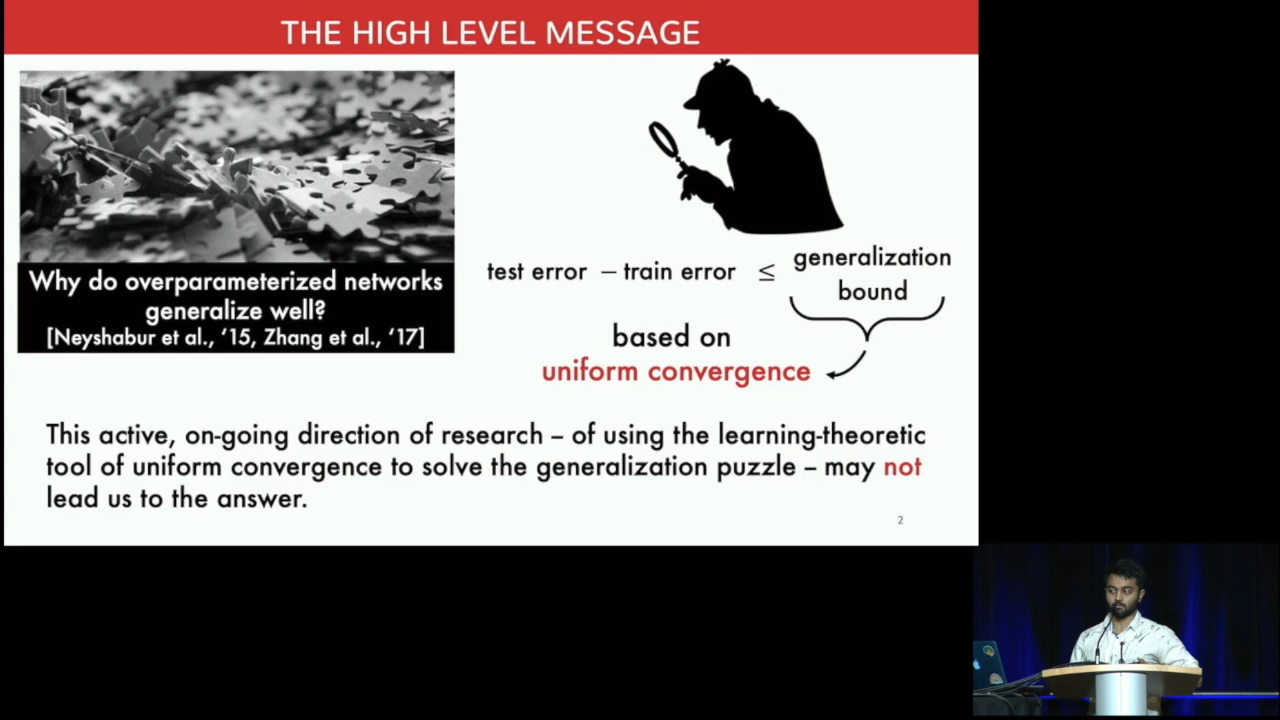 THE HIGH LEVEL MESSAGE
Why do overparameterized networks
generalize well?
[Neyshabur et al., ‘15, Zhang et al., ‘17]
test error – train error ≤ generalization
bound
based on
uniform convergence
This active, on-going direction of research – of using the learning-theoretic
tool of uniform convergence to solve the generalization puzzle – may not
lead us to the answer.
2